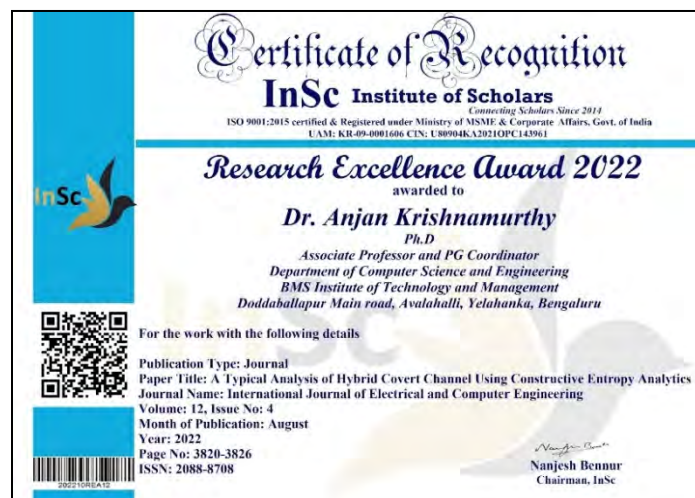 Certificate of Recognition
InSc Institute of Scholars
Connecting Scholars Since 2014
ISO 9001:2015 certified & Registered under Ministry of MSME & Corporate Affairs, Govt. of India
UAM: KR-09-0001606 CIN: U80904KA2021OPC143961
Research Excellence Award 2022
awarded to
InSc
Dr. Anjan Krishnamurthy
Ph.D
Associate Professor and PG Coordinator
Department of Computer Science and Engineering
BMS Institute of Technology and Management
Doddaballapur Main road, Avalahalli, Yelahanka, Bengaluru
For the work with the following details
Publication Type: Journal
Paper Title: A Typical Analysis of Hybrid Covert Channel Using Constructive Entropy Analytics
Journal Name: International Journal of Electrical and Computer Engineering
Volume: 12, Issue No: 4
Month of Publication: August
Year: 2022
Page No: 3820-3826
ISSN: 2088-8708
202210REA12
Nanjesh Bennur
Chairman, InSc